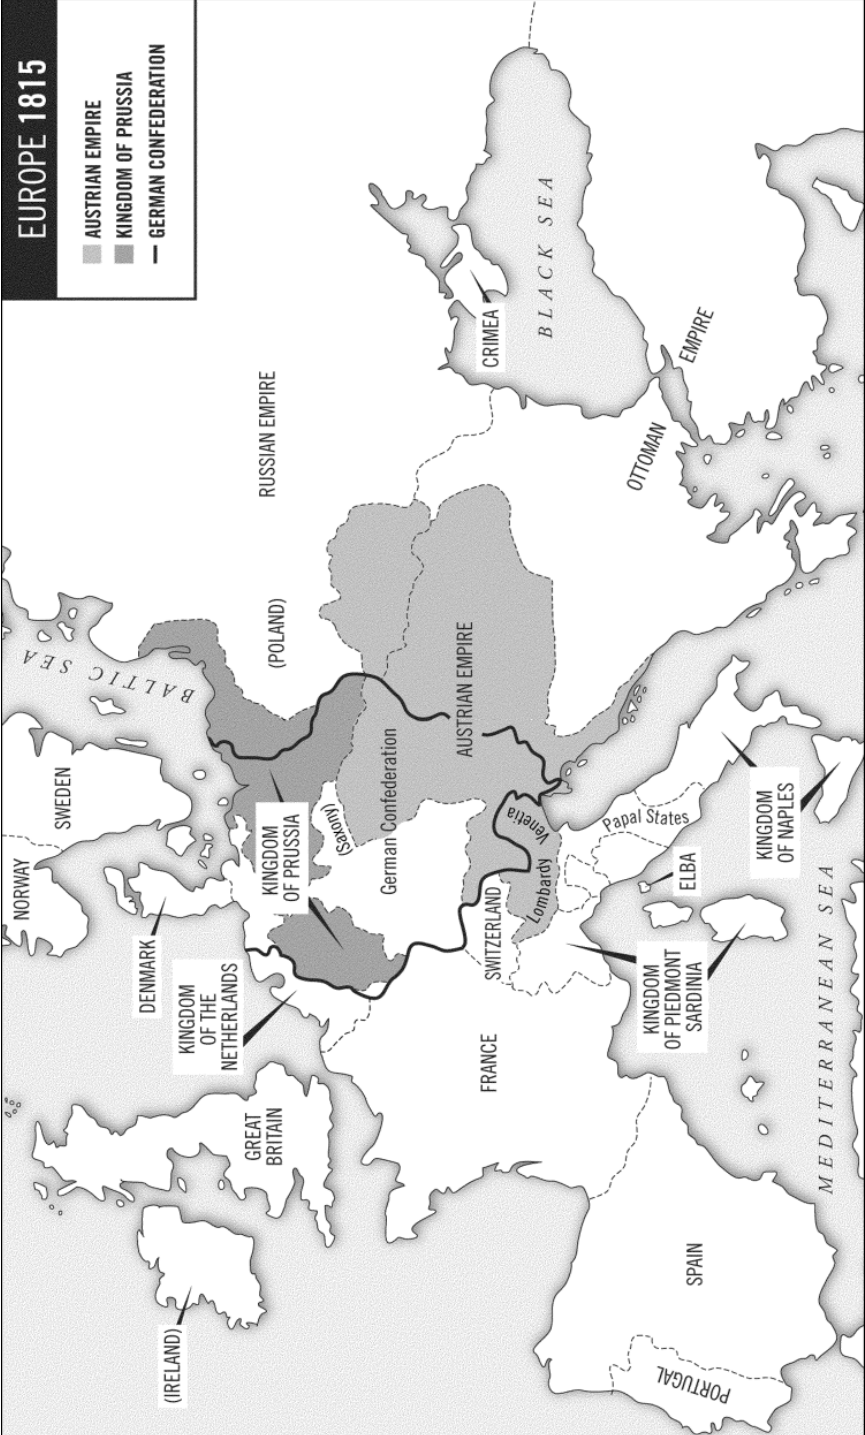 EUROPE 1815
AUSTRIAN EMPIRE
KINGDOM OF PRUSSIA
GERMAN CONFEDERATION
NORWAY
SWEDEN
BALTIC SEA
DENMARK
(IRELAND)
GREAT
BRITAIN
KINGDOM
OF THE
NETHERLANDS
KINGDOM
OF PRUSSIA
(POLAND)
RUSSIAN EMPIRE
(Saxony)
German Confederation
AUSTRIAN EMPIRE
FRANCE
SWITZERLAND
Lombardy
Venetia
CRIMEA
BLACK SEA
Papal States
ELBA
KINGDOM
OF PIEDMONT
SARDINIA
KINGDOM
OF NAPLES
OTTOMAN
EMPIRE
PORTUGAL
SPAIN
MEDITERRANEAN SEA